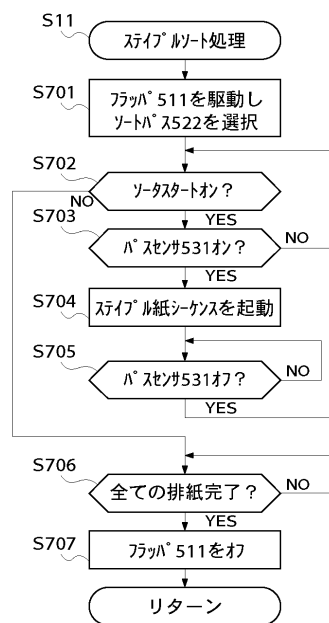 S11
ｽﾃｲﾌﾟﾙｿｰﾄ処理
S701
ﾌﾗｯﾊﾟ511を駆動し
ｿｰﾄﾊﾟｽ522を選択
S702
ｿｰﾀｽﾀｰﾄｵﾝ？
NO
YES
S703
ﾊﾟｽｾﾝｻ531ｵﾝ？
NO
YES
S704
ｽﾃｲﾌﾟﾙ紙ｼｰｹﾝｽを起動
S705
ﾊﾟｽｾﾝｻ531ｵﾌ？
NO
YES
S706
全ての排紙完了？
NO
YES
S707
ﾌﾗｯﾊﾟ511をｵﾌ
リターン